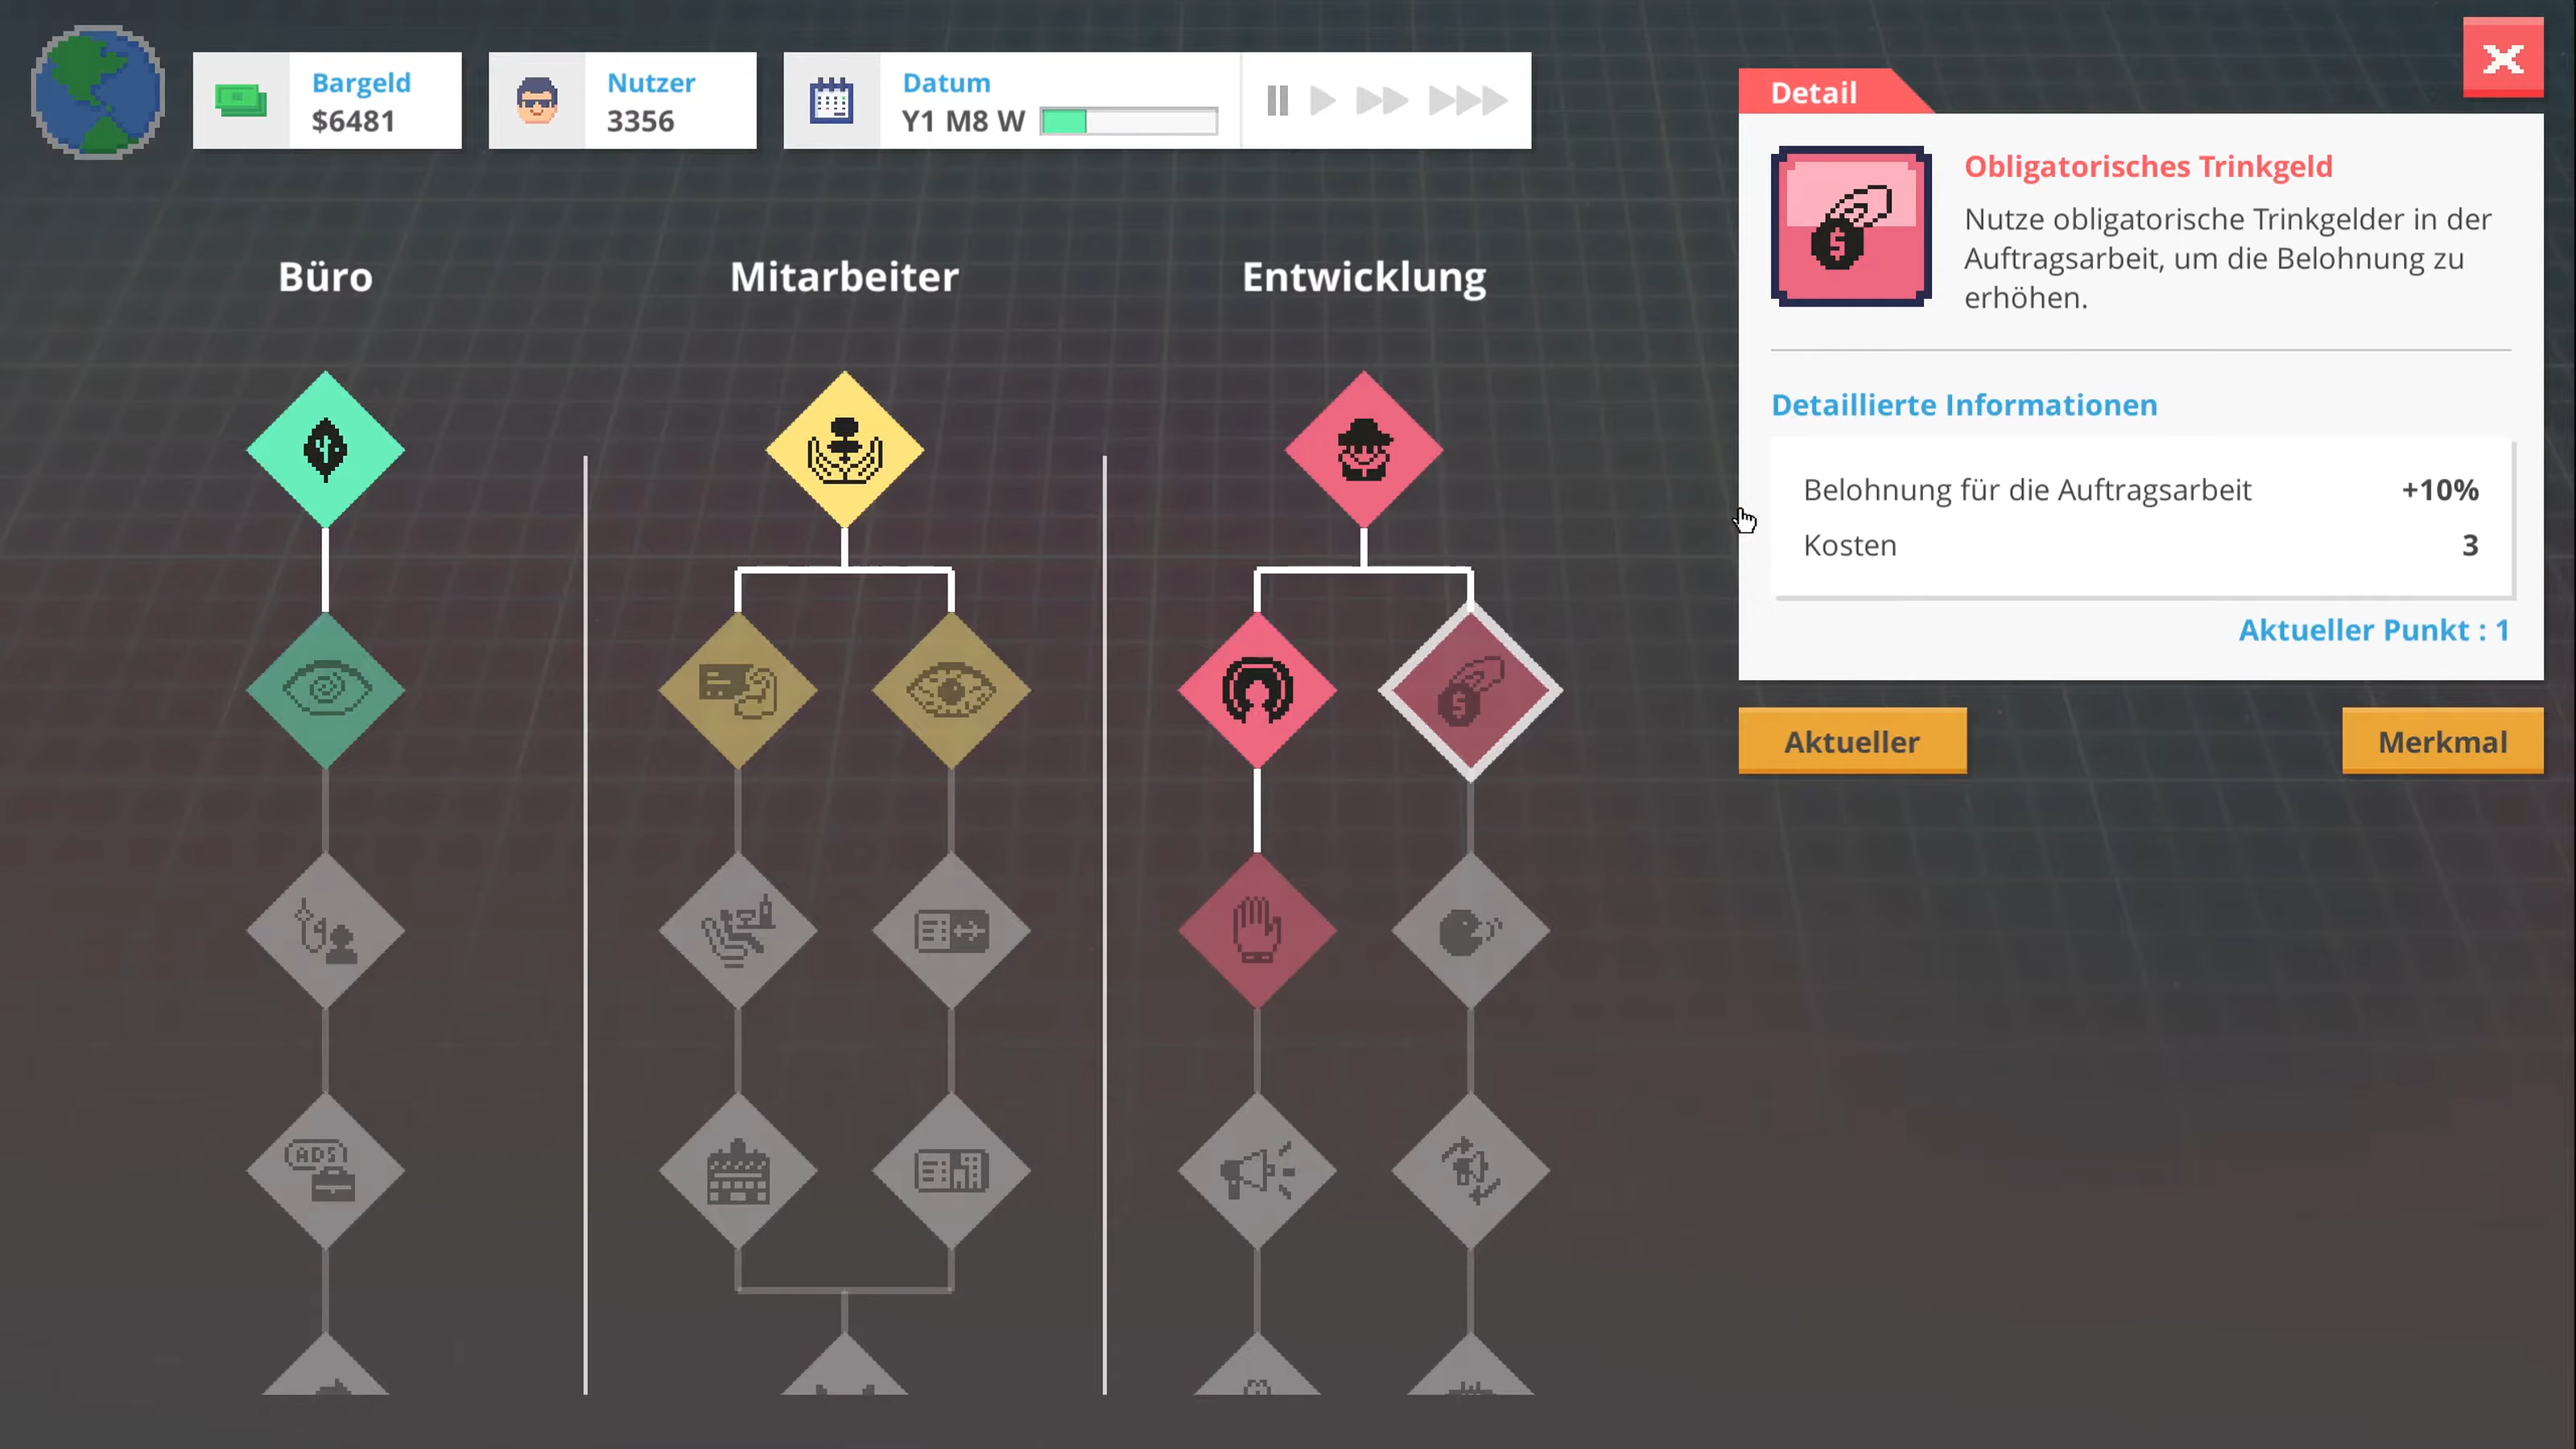 Bargeld
$6481
Nutzer
3356
Datum
Y1 M8 W
Detail
Obligatorisches Trinkgeld
Nutze obligatorische Trinkgelder in der
Auftragsarbeit, um die Belohnung zu
erhöhen.
Detaillierte Informationen
Belohnung für die Auftragsarbeit +10%
Kosten 3
Aktueller Punkt : 1
Aktueller
Merkmal
Büro
Mitarbeiter
Entwicklung
$
$
ADS